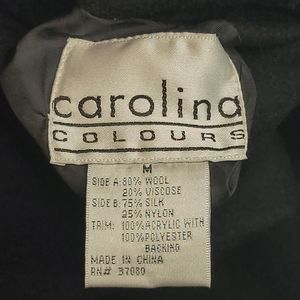 carolina
COLOURS
M
SIDE A: 80% WOOL
20% VISCOSE
SIDE B: 75% SILK
25% NYLON
TRIM: 100% ACRYLIC WITH
100% POLYESTER
BACKING
MADE IN CHINA
RN# 37080